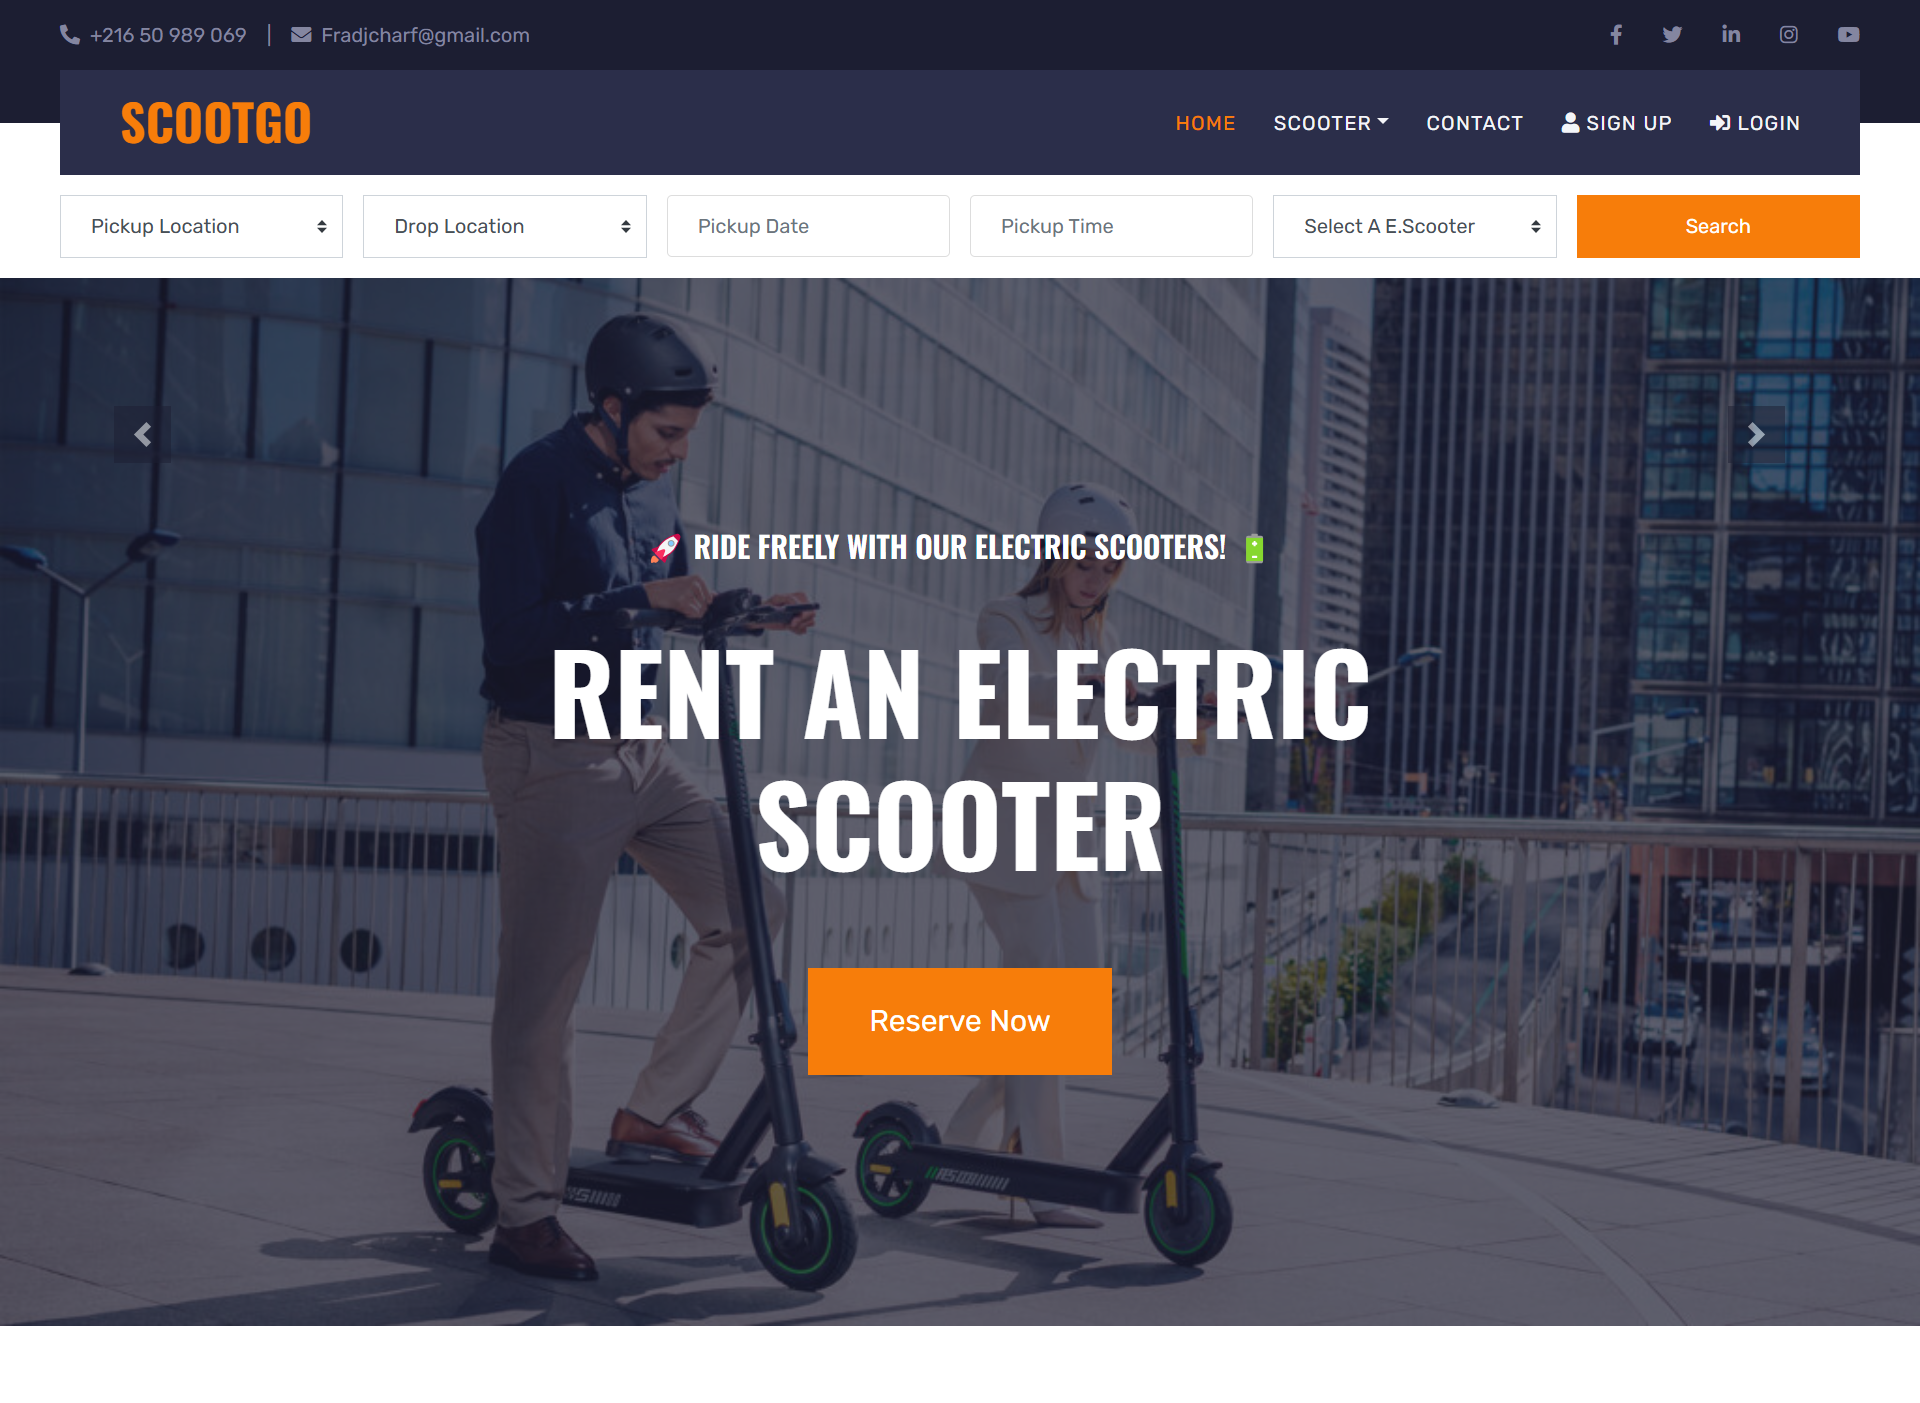 +216 50 989 069 | Fradjcharf@gmail.com
SCOOTGO
HOME SCOOTER CONTACT SIGN UP LOGIN
Pickup Location Drop Location Pickup Date Pickup Time Select A E.Scooter Search
🚀 RIDE FREELY WITH OUR ELECTRIC SCOOTERS! 🔋
RENT AN ELECTRIC
SCOOTER
Reserve Now